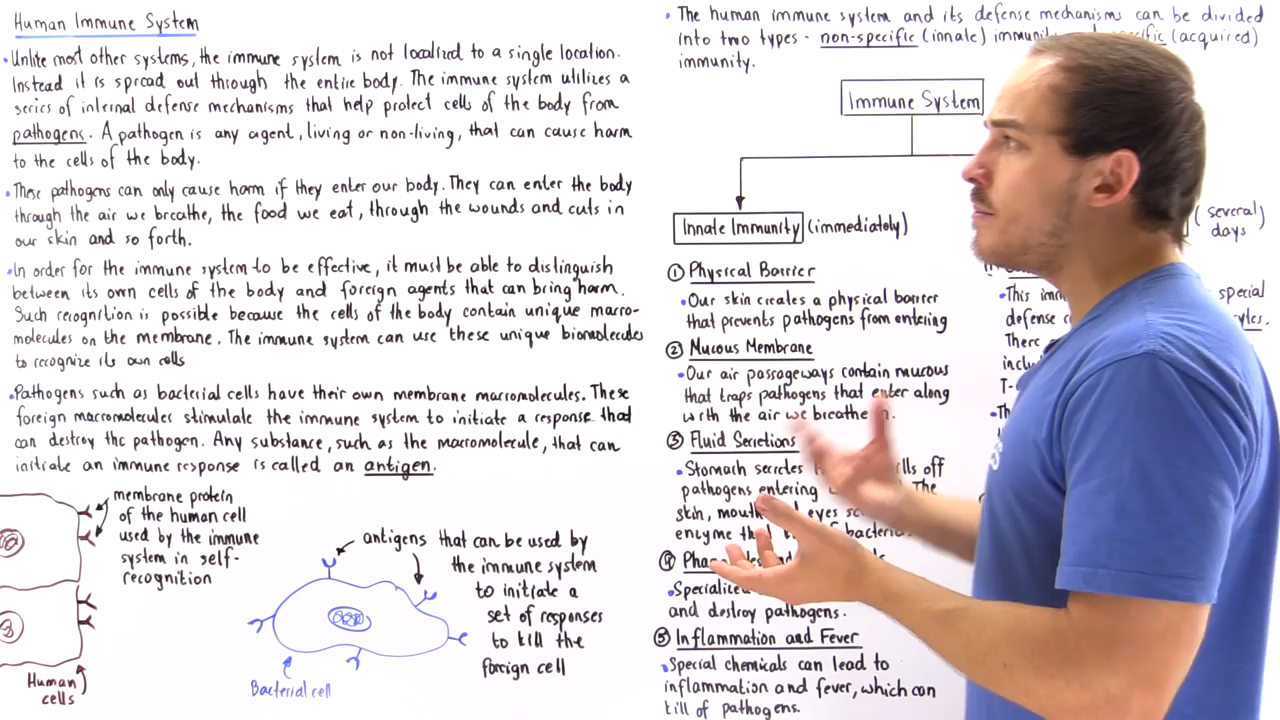 Human Immune System
• Unlike most other systems, the immune system is not localized to a single location.
Instead it is spread out through the entire body. The immune system utilizes a
series of internal defense mechanisms that help protect cells of the body from
pathogens. A pathogen is any agent, living or non-living, that can cause harm
to the cells of the body.
• These pathogens can only cause harm if they enter our body. They can enter the body
through the air we breathe, the food we eat, through the wounds and cuts in
our skin and so forth.
• In order for the immune system to be effective, it must be able to distinguish
between its own cells of the body and foreign agents that can bring harm.
Such recognition is possible because the cells of the body contain unique macro-
molecules on the membrane. The immune system can use these unique biomolecules
to recognize its own cells
• Pathogens such as bacterial cells have their own membrane macromolecules. These
foreign macromolecules stimulate the immune system to initiate a response that
can destroy the pathogen. Any substance, such as the macromolecule, that can
initiate an immune response is called an antigen.
membrane protein
of the human cell
used by the immune
system in self-
recognition
Human
cells
antigens that can be used by
the immune system
to initiate a
set of responses
to kill the
foreign cell
Bacterial cell
• The human immune system and its defense mechanisms can be divided
into two types - non-specific (innate) immunity (acquired)
immunity.
Immune System
Innate Immunity (immediately)
(several)
days
① Physical Barrier
• Our skin creates a physical barrier
that prevents pathogens from entering
② Mucous Membrane
• Our air passageways contain mucous
that traps pathogens that enter along
with the air we breathe in.
③ Fluid Secretions
• Stomach secretes off
pathogens entering The
skin, mouth eyes
enzyme bacteria
④
•
and destroy pathogens.
⑤ Inflammation and Fever
• Special chemicals can lead to
inflammation and fever, which can
kill of pathogens.
• This special
defense
There
•